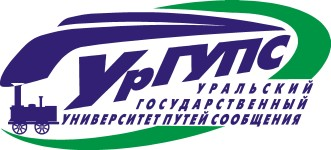 УрГУПС
УРАЛЬСКИЙ
ГОСУДАРСТВЕННЫЙ
УНИВЕРСИТЕТ ПУТЕЙ СООБЩЕНИЯ